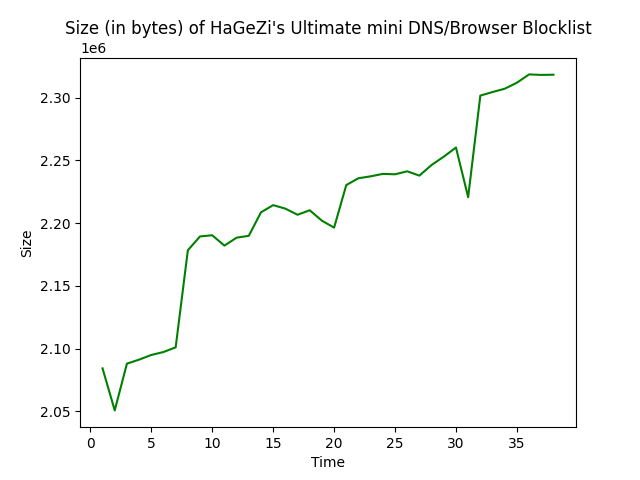 Size (in bytes) of HaGeZi's Ultimate mini DNS/Browser Blocklist
1e6
2.30
2.25
2.20
2.15
2.10
2.05
Size
0 5 10 15 20 25 30 35
Time